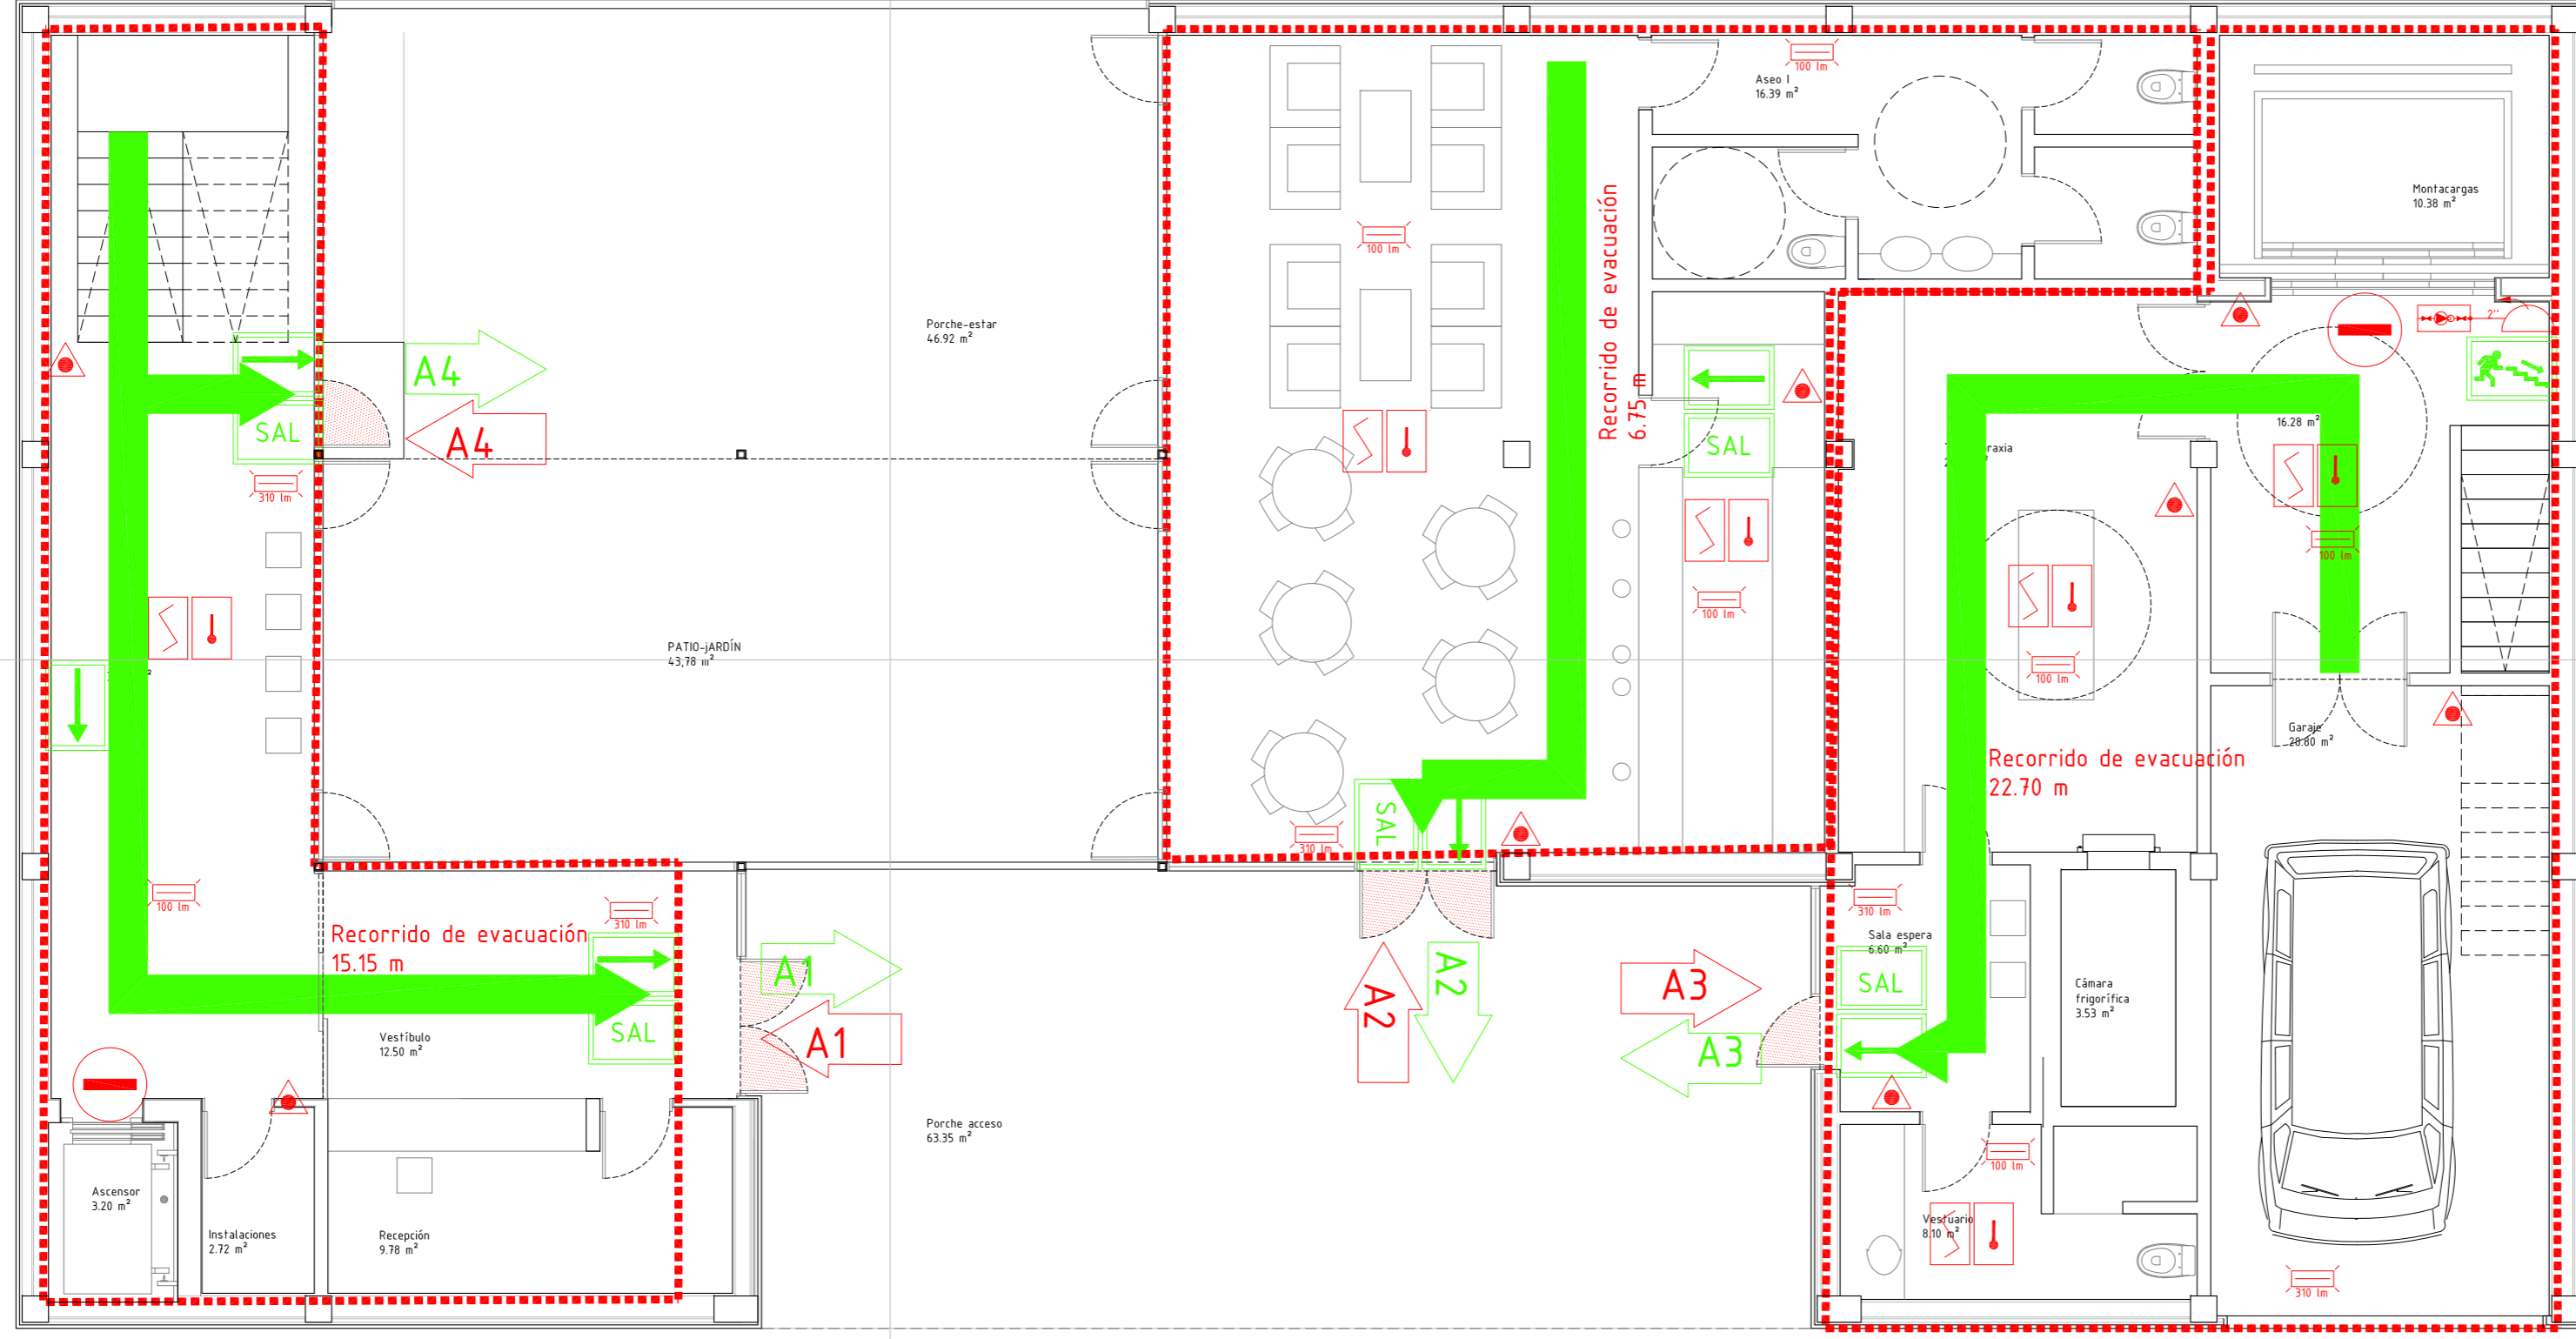 Aseo I
16.39 m²
100 lm
Montacargas
10.38 m²
Recorrido de evacuación
6.75 m
100 lm
Porche-estar
46.92 m²
A4
A4
SAL
310 lm
2''
16.28 m²
SAL
raxia
100 lm
100 lm
100 lm
PATIO-jARDÍN
43,78 m²
Garaje
28.80 m²
Recorrido de evacuación
22.70 m
SAL
310 lm
100 lm
Recorrido de evacuación
15.15 m
310 lm
A1
A1
SAL
Vestíbulo
12.50 m²
A2
A2
A3
A3
310 lm
Sala espera
6.60 m²
SAL
Cámara
frigorífica
3.53 m²
Porche acceso
63.35 m²
Ascensor
3.20 m²
Instalaciones
2.72 m²
Recepción
9.78 m²
100 lm
Vestuario
8.10 m²
310 lm